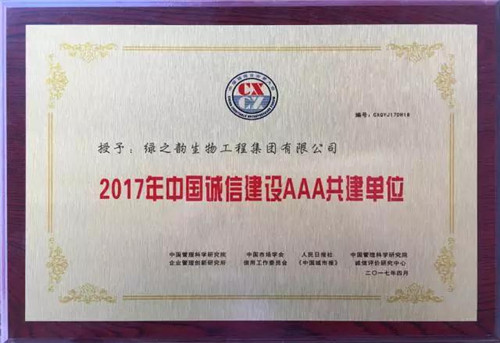 CX
编号:CXGYJ170418
授予:绿之韵生物工程集团有限公司
2017年中国诚信建设AAA共建单位
中国管理科学研究院 中国市场学会 人民日报社 中国管理科学研究院
企业管理创新研究所 信用工作委员会 《中国城市报》 诚信评价研究中心
二〇一七年四月